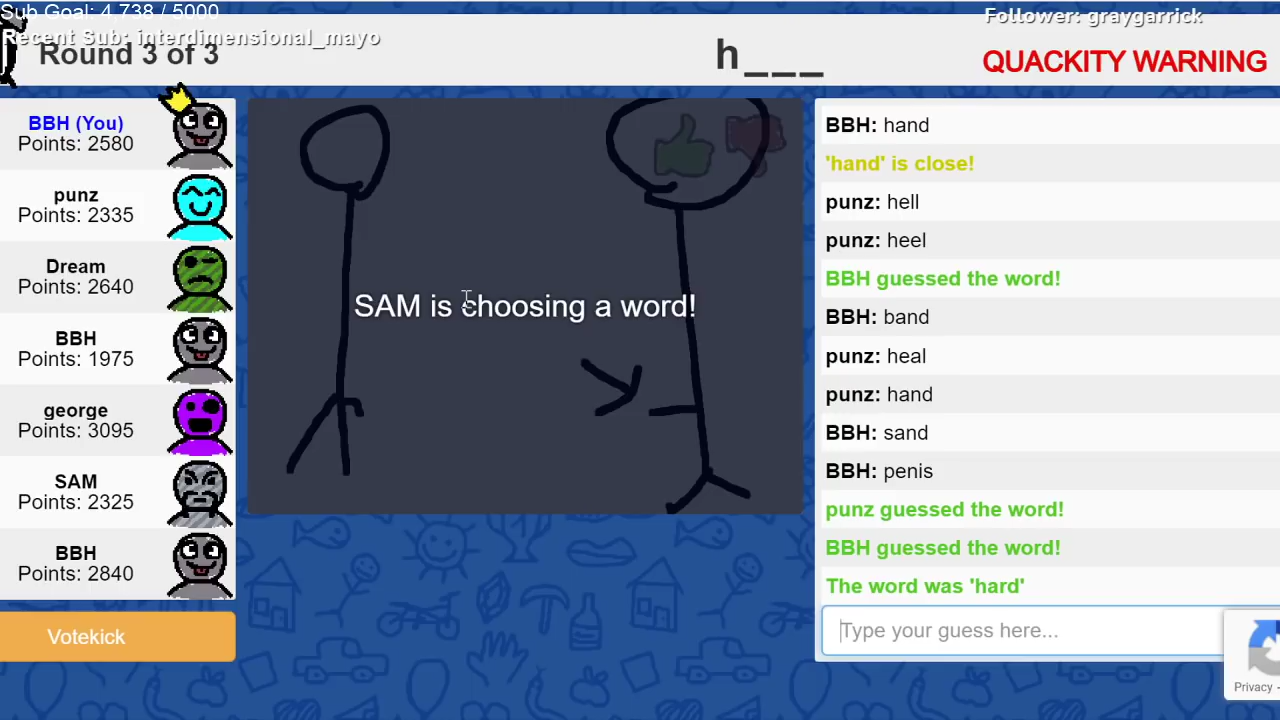 Sub Goal: 4,738 / 5000
Follower: graygarrick
Recent Sub: interdimensional_mayo
Round 3 of 3
h___
QUACKITY WARNING
BBH (You)
Points: 2580
punz
Points: 2335
Dream
Points: 2640
BBH
Points: 1975
george
Points: 3095
SAM
Points: 2325
BBH
Points: 2840
Votekick
SAM is choosing a word!
BBH: hand
'hand' is close!
punz: hell
punz: heel
BBH guessed the word!
BBH: band
punz: heal
punz: hand
BBH: sand
BBH: penis
punz guessed the word!
BBH guessed the word!
The word was 'hard'
Type your guess here...
Privacy -